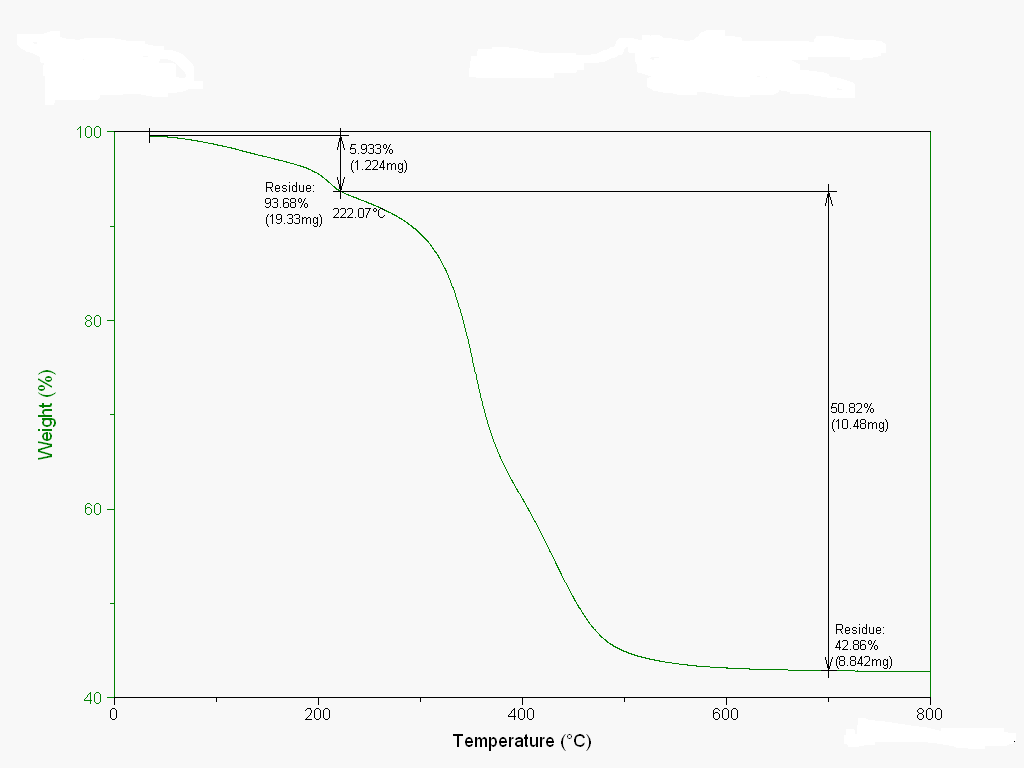 100
80
60
40
0
200
400
600
800
Weight (%)
Temperature (°C)
5.933%
(1.224mg)
Residue:
93.68%
(19.33mg)
222.07°C
50.82%
(10.48mg)
Residue:
42.86%
(8.842mg)